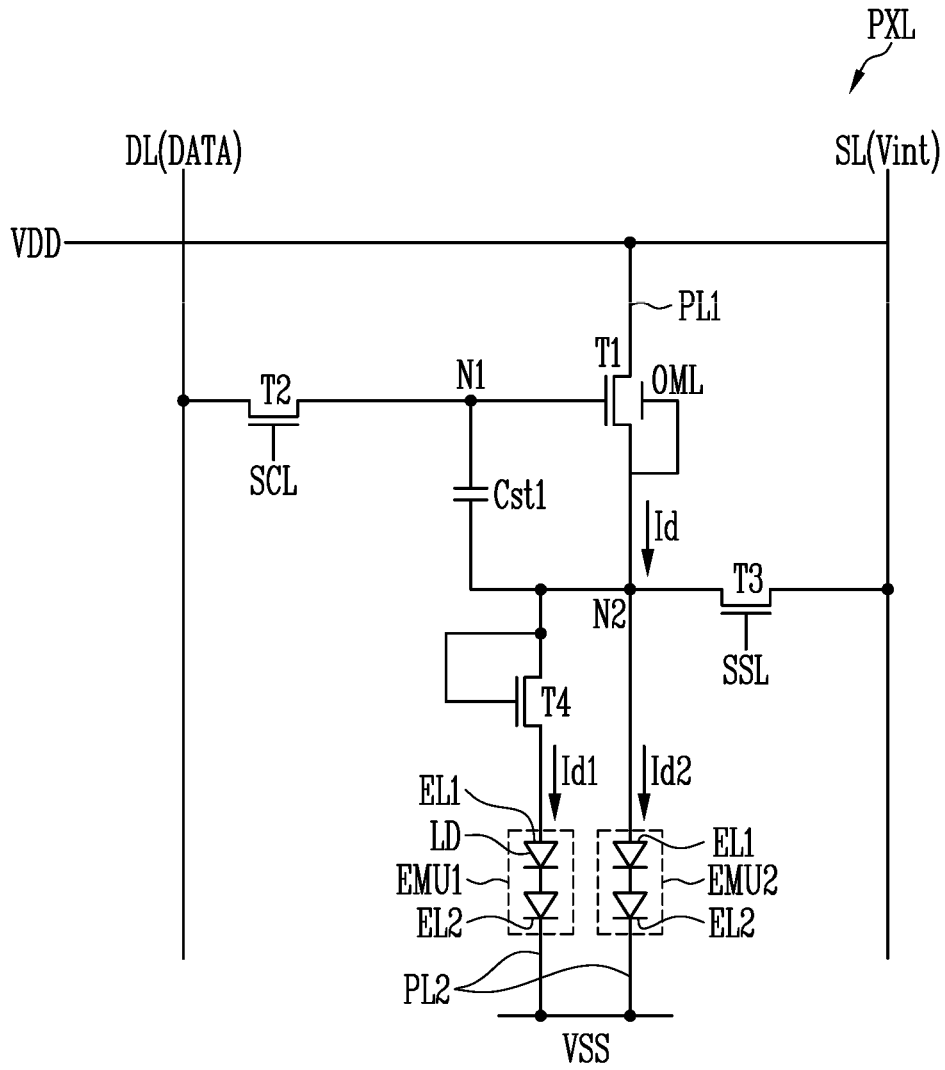 PXL
DL(DATA)
SL(Vint)
VDD
PL1
T1
T2
N1
OML
SCL
Cst1
Id
T3
N2
SSL
T4
Id1
Id2
EL1
LD
EL1
EMU1
EMU2
EL2
EL2
PL2
VSS